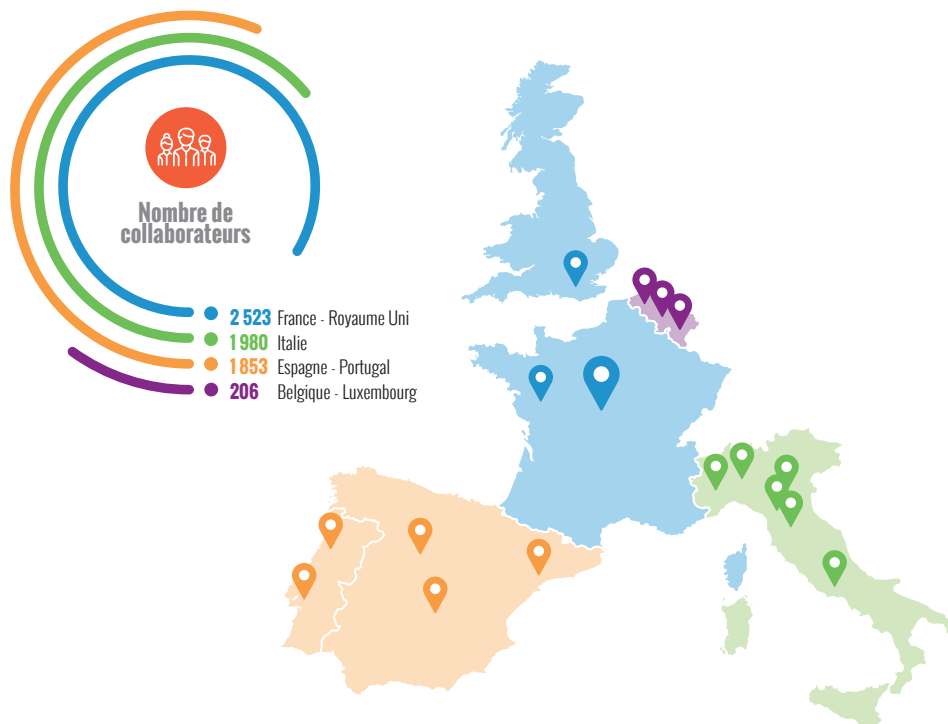 Nombre de
collaborateurs
2 523 France - Royaume Uni
1 980 Italie
1 853 Espagne - Portugal
206 Belgique - Luxembourg